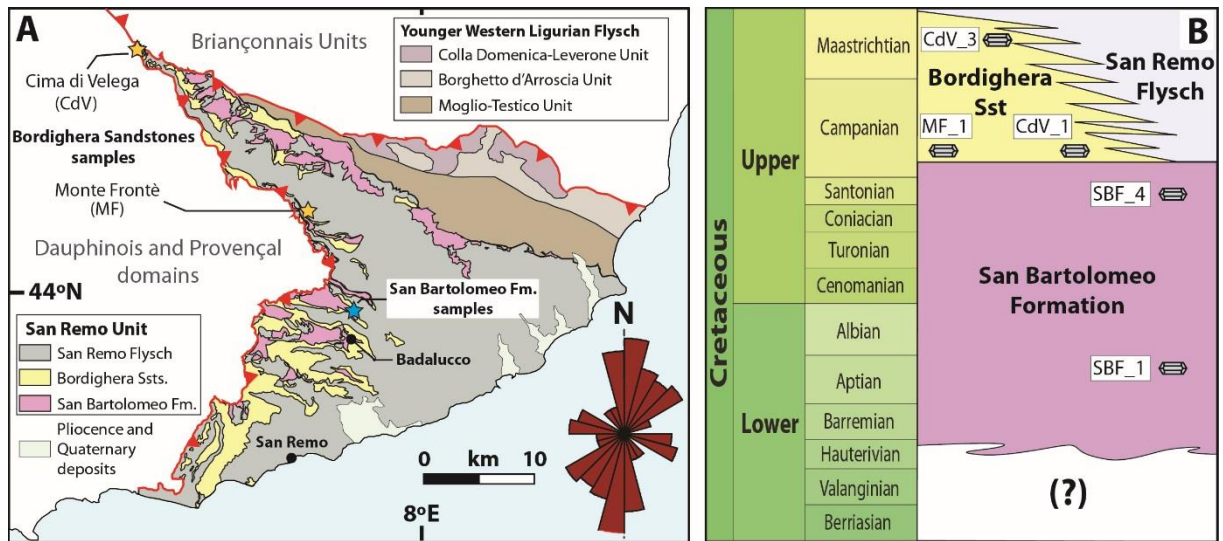 A
Briançonnais Units
Cima di Velega
(CdV)
Bordighera Sandstones
samples
Monte Frontè
(MF)
Dauphinois and Provençal
domains
44ºN
San Remo Unit
San Remo Flysch
Bordighera Ssts.
San Bartolomeo Fm.
Pliocence and
Quaternary
deposits
Younger Western Ligurian Flysch
Colla Domenica-Leverone Unit
Borghetto d'Arroscia Unit
Moglio-Testico Unit
San Bartolomeo Fm.
samples
Badalucco
San Remo
0 km 10
8ºE
N
B
Cretaceous
Upper
Lower
Maastrichtian
Campanian
Santonian
Coniacian
Turonian
Cenomanian
Albian
Aptian
Barremian
Hauterivian
Valanginian
Berriasian
CdV_3
Bordighera
Sst
San Remo
Flysch
MF_1
CdV_1
SBF_4
San Bartolomeo
Formation
SBF_1
(?)